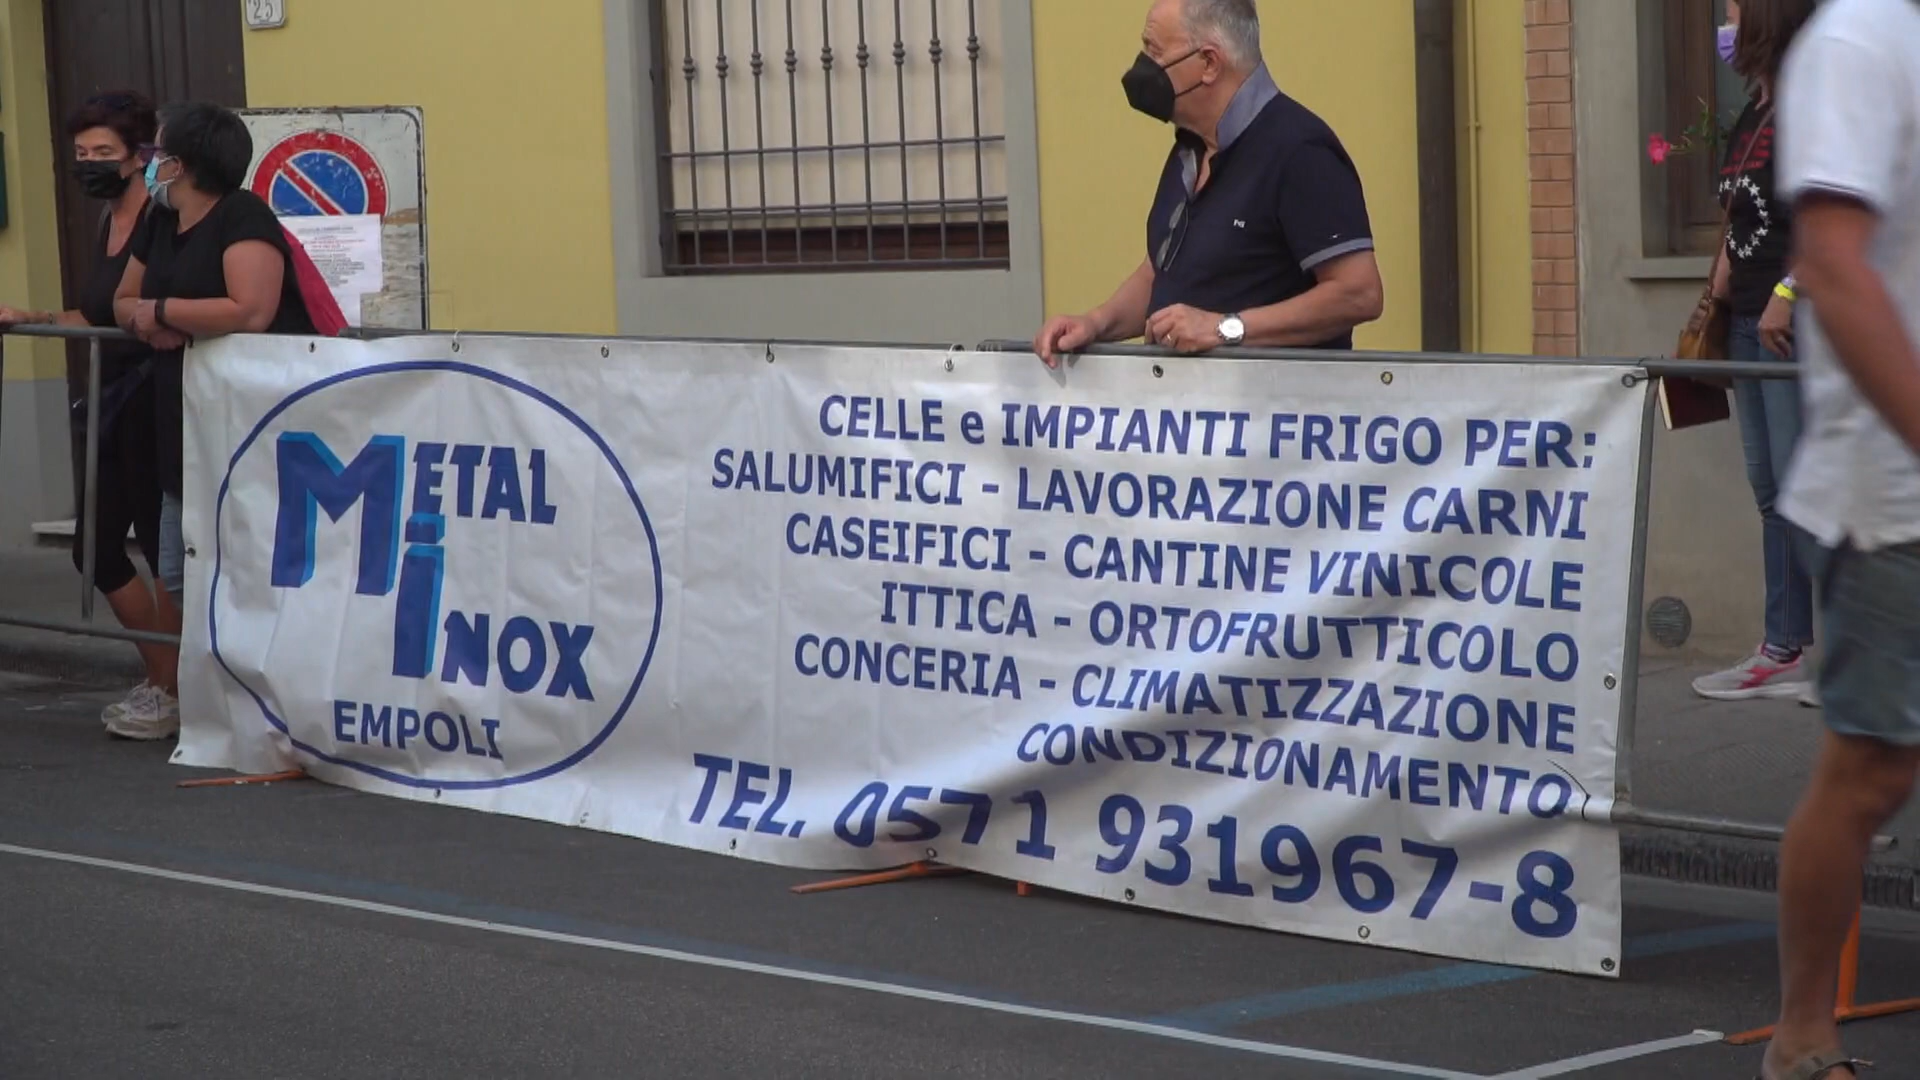 25
METAL
INOX
EMPOLI
CELLE e IMPIANTI FRIGO PER:
SALUMIFICI - LAVORAZIONE CARNI
CASEIFICI - CANTINE VINICOLE
ITTICA - ORTOFRUTTICOLO
CONCERIA - CLIMATIZZAZIONE
CONDIZIONAMENTO
TEL. 0571 931967-8